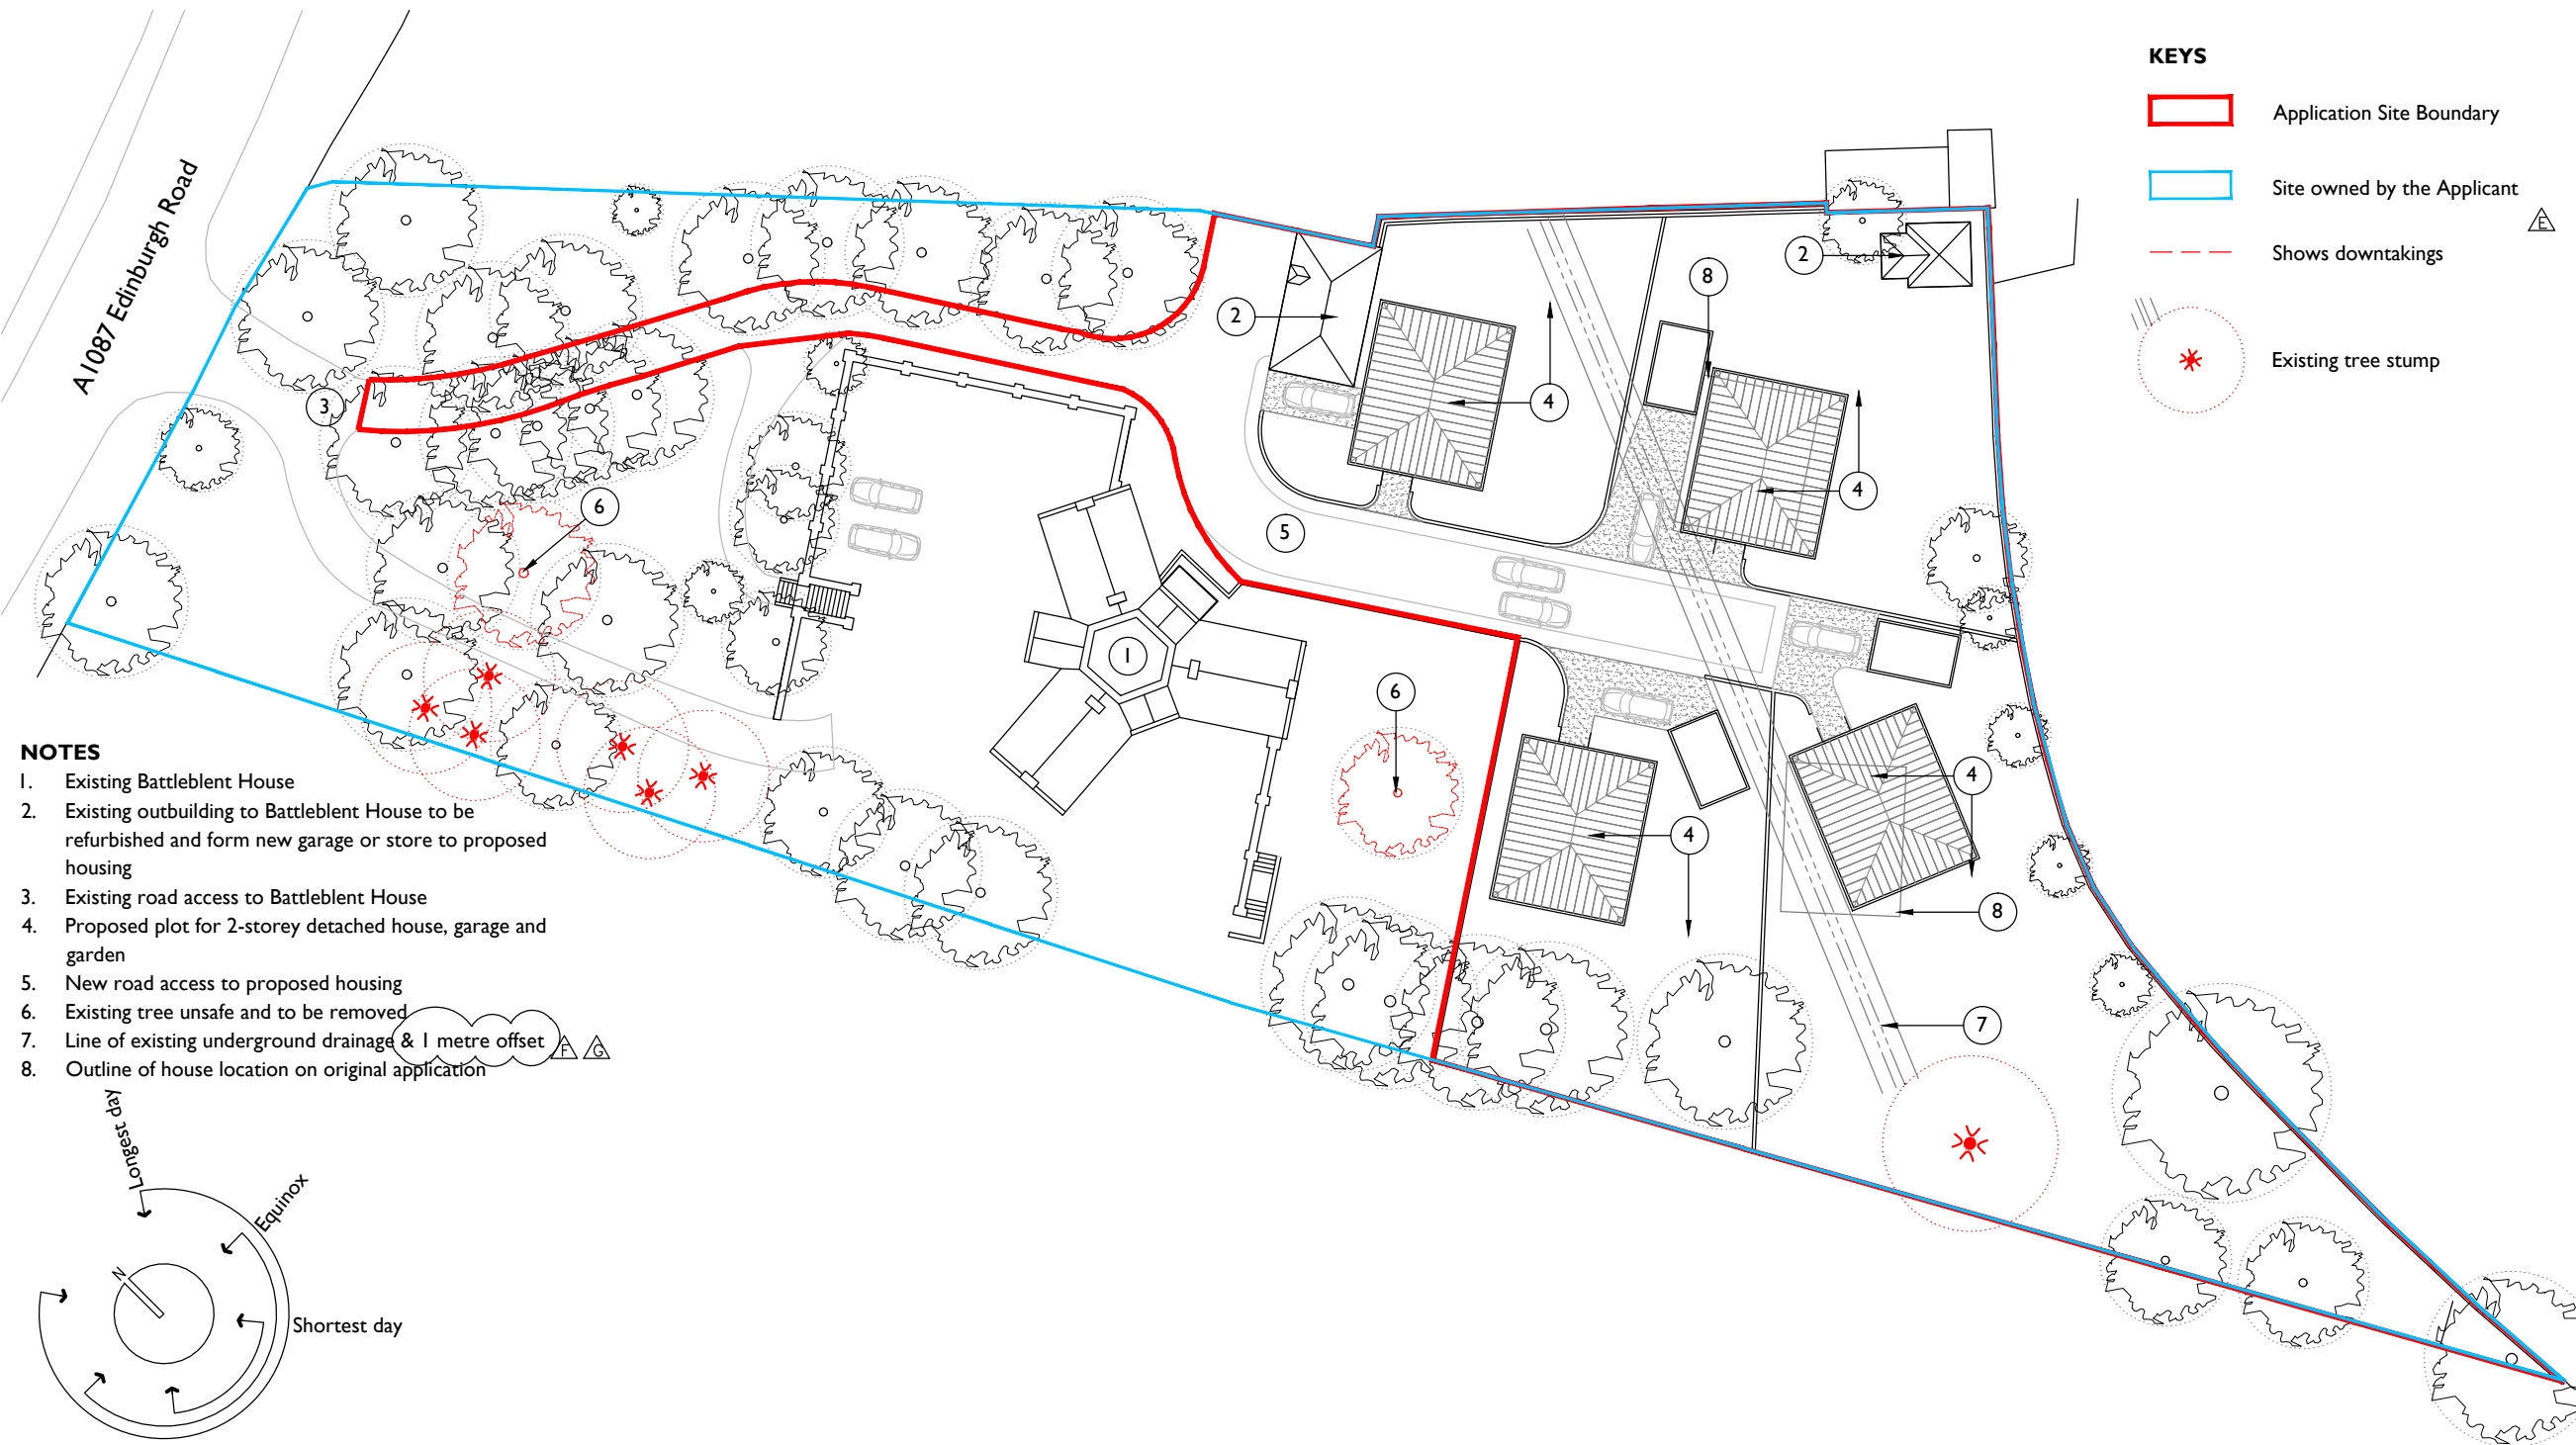 KEYS
Application Site Boundary
Site owned by the Applicant
E
Shows downtakings
Existing tree stump
A1087 Edinburgh Road
2
8
2
4
3
4
6
5
1
6
4
4
8
7
NOTES
1. Existing Battleblent House
2. Existing outbuilding to Battleblent House to be
refurbished and form new garage or store to proposed
housing
3. Existing road access to Battleblent House
4. Proposed plot for 2-storey detached house, garage and
garden
5. New road access to proposed housing
6. Existing tree unsafe and to be removed
7. Line of existing underground drainage & 1 metre offset
F G
8. Outline of house location on original application
Longest day
Equinox
N
Shortest day